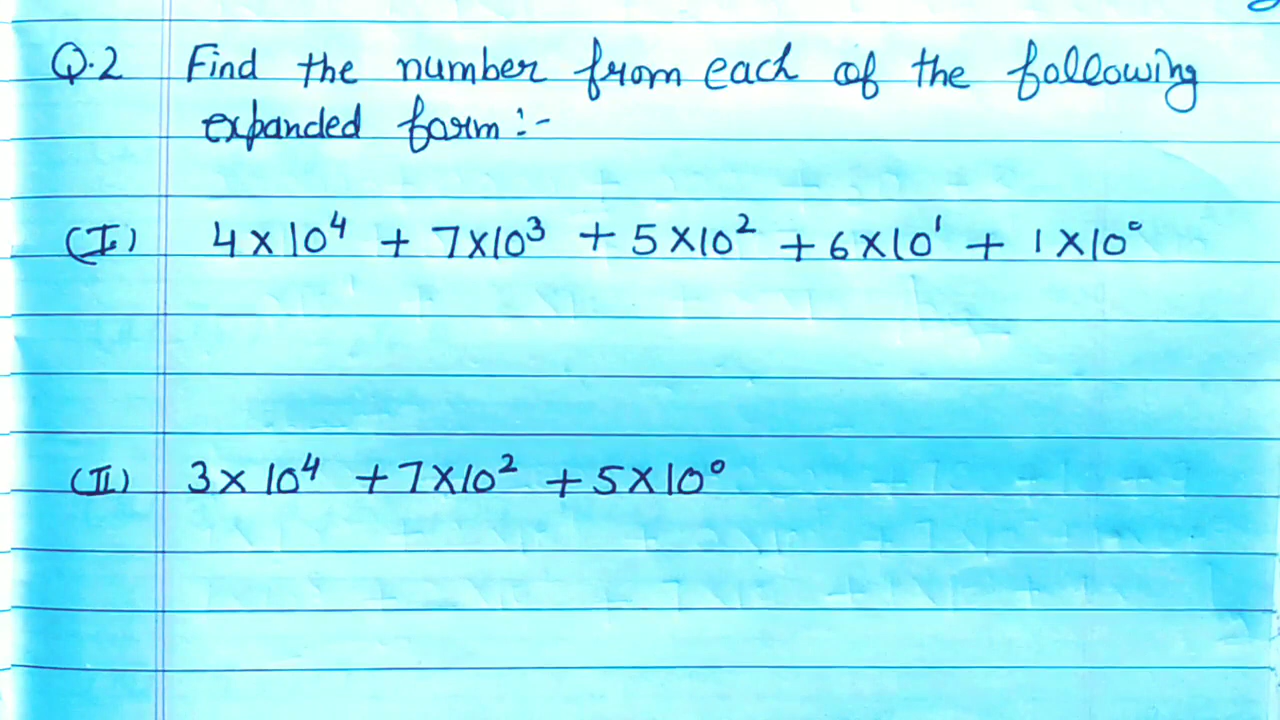 Q.2 Find the number from each of the following
expanded form :-
(I) 4×10⁴ + 7×10³ + 5×10² + 6×10¹ + 1×10⁰
(II) 3×10⁴ + 7×10² + 5×10⁰